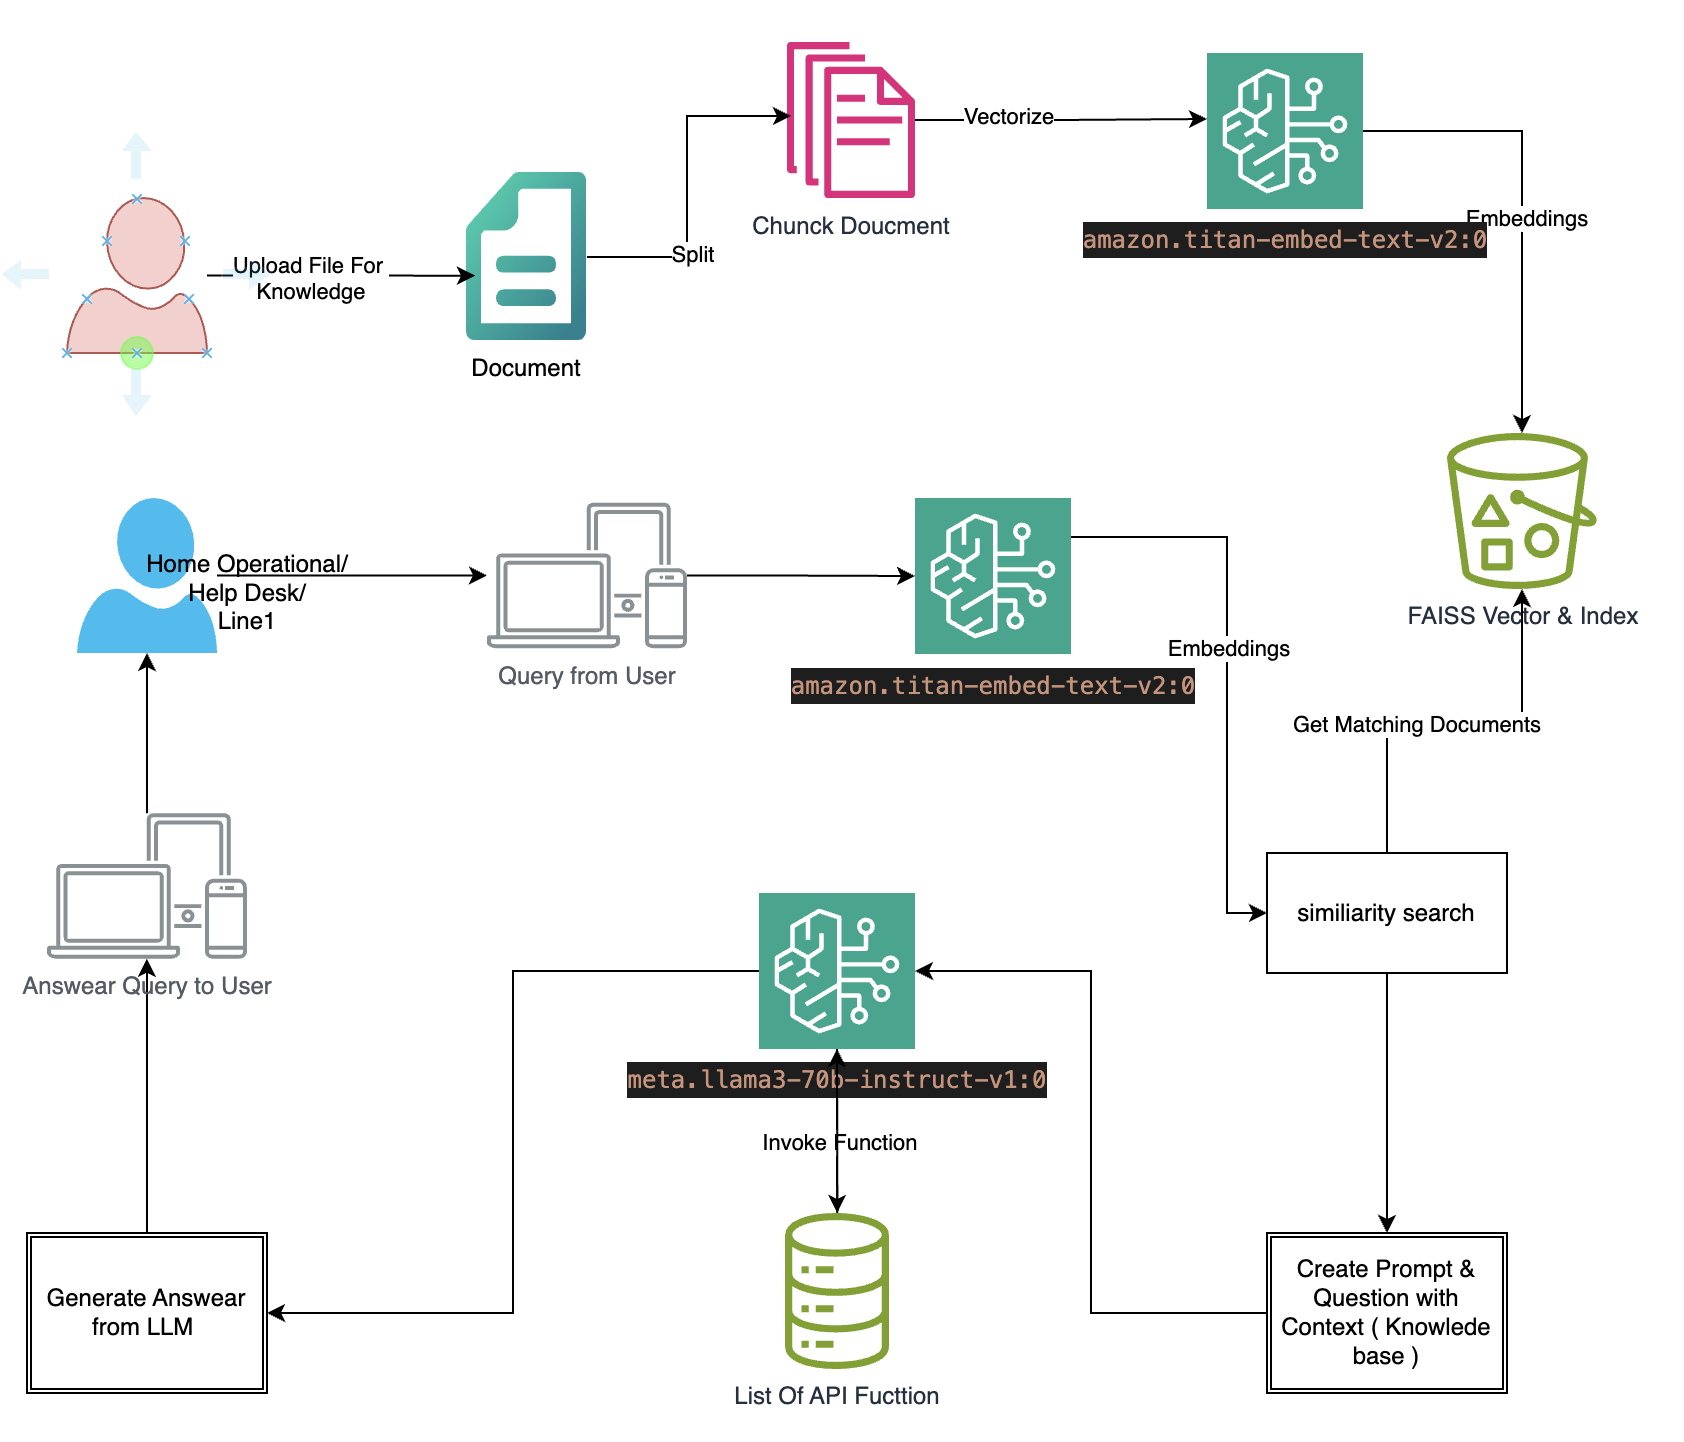 Vectorize
Chunck Doucment
Embeddings
amazon.titan-embed-text-v2:0
Split
Upload File For
Knowledge
Document
Home Operational/
Help Desk/
Line1
Query from User
amazon.titan-embed-text-v2:0
Embeddings
FAISS Vector & Index
Get Matching Documents
similiarity search
Answear Query to User
meta.llama3-70b-instruct-v1:0
Invoke Function
Generate Answear
from LLM
Create Prompt &
Question with
Context ( Knowlede
base )
List Of API Fucttion